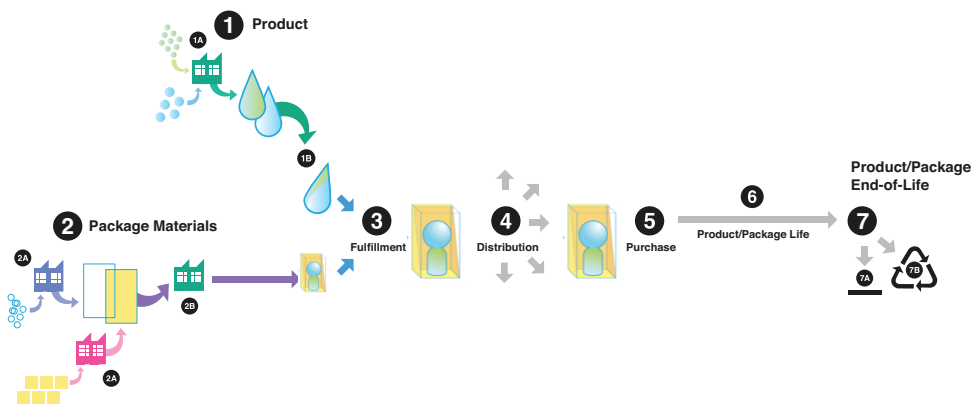 1 Product
1A
1B
2 Package Materials
2A
2B
2A
3
Fulfillment
4
Distribution
5
Purchase
6
Product/Package Life
Product/Package
End-of-Life
7
7A
7B